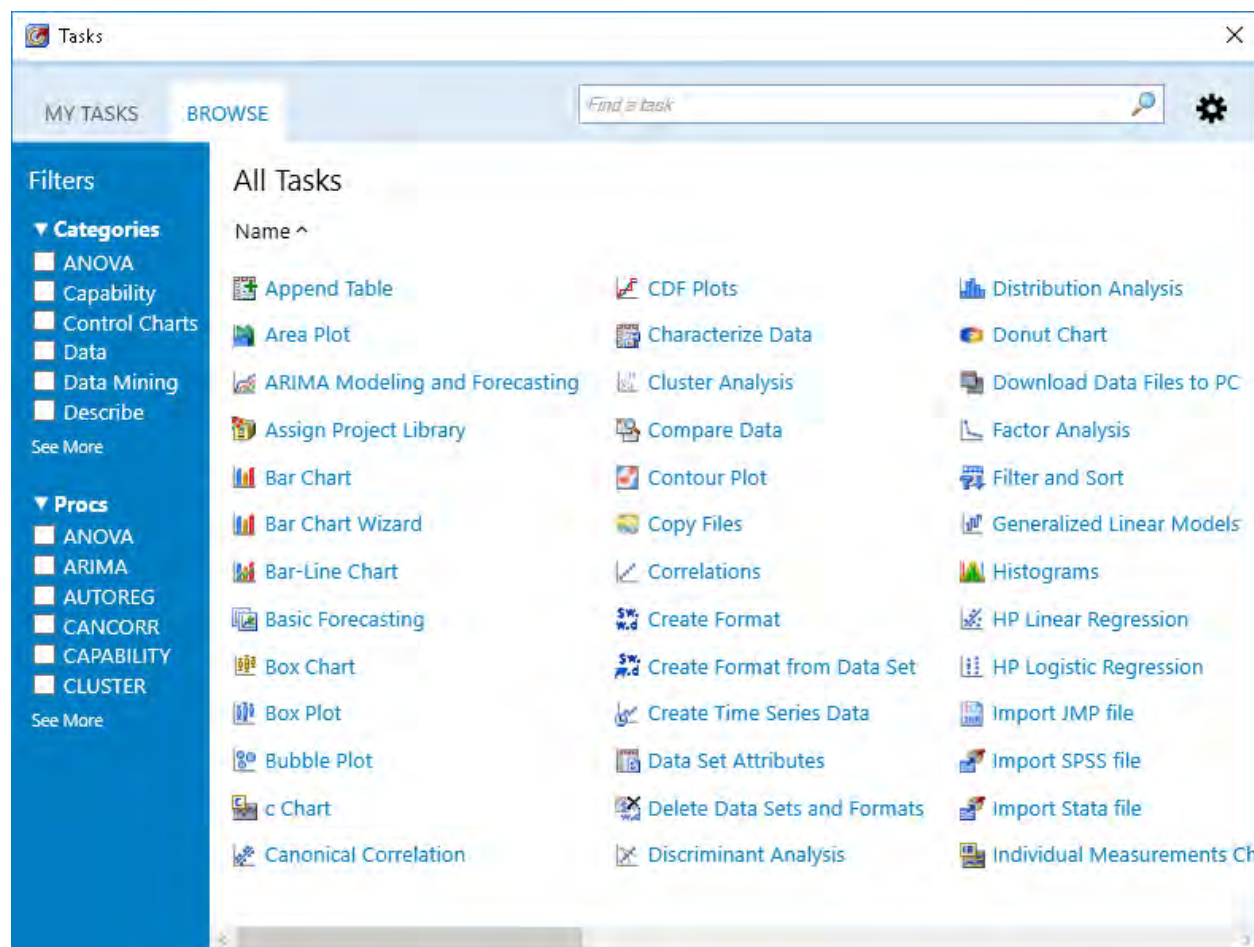 Tasks
MY TASKS
BROWSE
Find a task
Filters
Categories
ANOVA
Capability
Control Charts
Data
Data Mining
Describe
See More
Procs
ANOVA
ARIMA
AUTOREG
CANCORR
CAPABILITY
CLUSTER
See More
All Tasks
Name
Append Table
Area Plot
ARIMA Modeling and Forecasting
Assign Project Library
Bar Chart
Bar Chart Wizard
Bar-Line Chart
Basic Forecasting
Box Chart
Box Plot
Bubble Plot
c Chart
Canonical Correlation
CDF Plots
Characterize Data
Cluster Analysis
Compare Data
Contour Plot
Copy Files
Correlations
Create Format
Create Format from Data Set
Create Time Series Data
Data Set Attributes
Delete Data Sets and Formats
Discriminant Analysis
Distribution Analysis
Donut Chart
Download Data Files to PC
Factor Analysis
Filter and Sort
Generalized Linear Models
Histograms
HP Linear Regression
HP Logistic Regression
Import JMP file
Import SPSS file
Import Stata file
Individual Measurements Ch